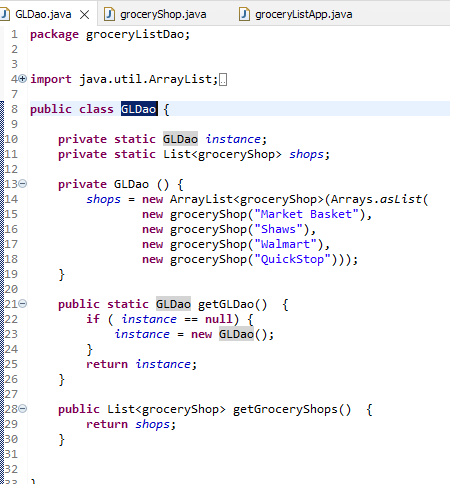 GLDao.java groceryShop.java groceryListApp.java
1 package groceryListDao;
2
3
4 import java.util.ArrayList;
7
8 public class GLDao {
9
10 private static GLDao instance;
11 private static List<groceryShop> shops;
12
13 private GLDao () {
14 shops = new ArrayList<groceryShop>(Arrays.asList(
15 new groceryShop("Market Basket"),
16 new groceryShop("Shaws"),
17 new groceryShop("Walmart"),
18 new groceryShop("QuickStop")));
19 }
20
21 public static GLDao getGLDao() {
22 if ( instance == null) {
23 instance = new GLDao();
24 }
25 return instance;
26 }
27
28 public List<groceryShop> getGroceryShops() {
29 return shops;
30 }
31
32